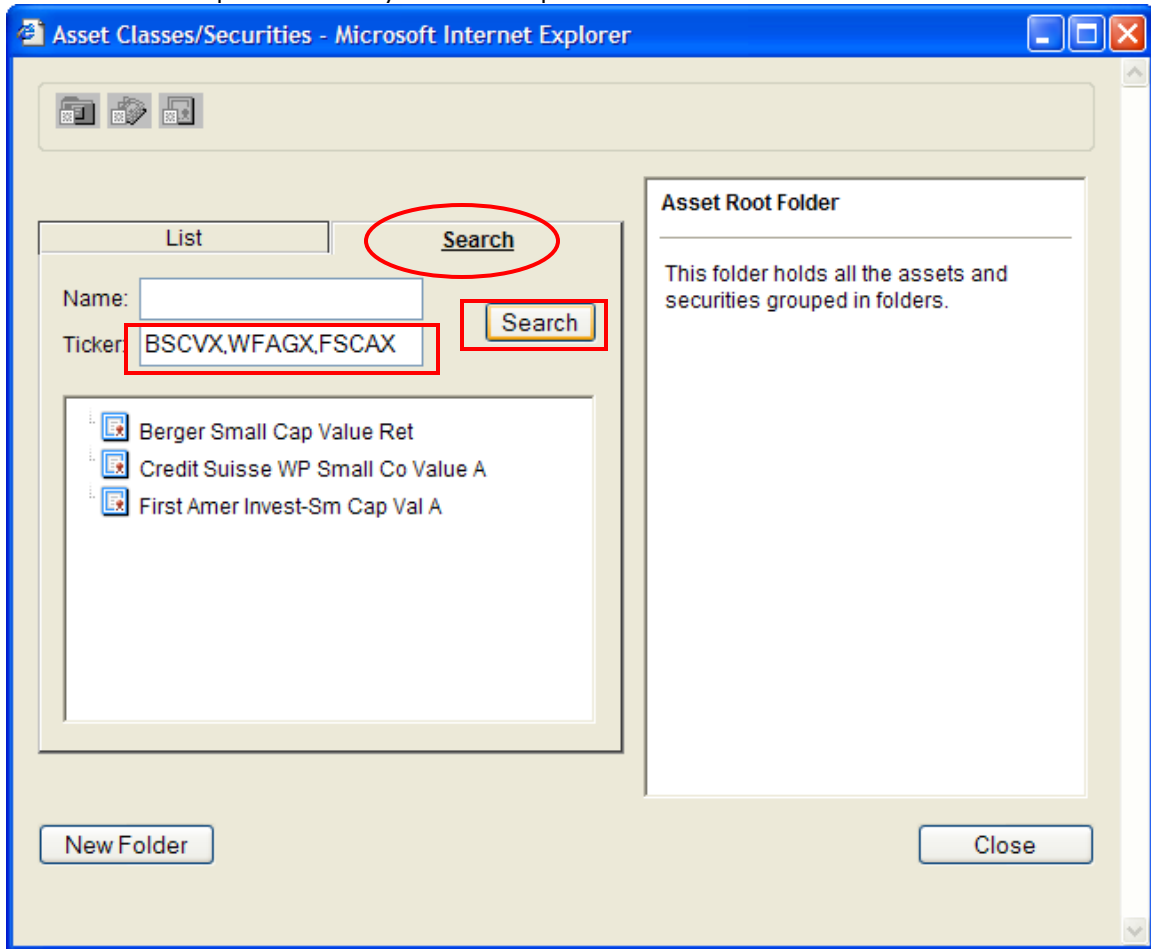 Asset Classes/Securities - Microsoft Internet Explorer
List
Search
Name:
Search
Ticker: BSCVX,WFAGX,FSCAX
Berger Small Cap Value Ret
Credit Suisse WP Small Co Value A
First Amer Invest-Sm Cap Val A
Asset Root Folder
This folder holds all the assets and
securities grouped in folders.
New Folder
Close